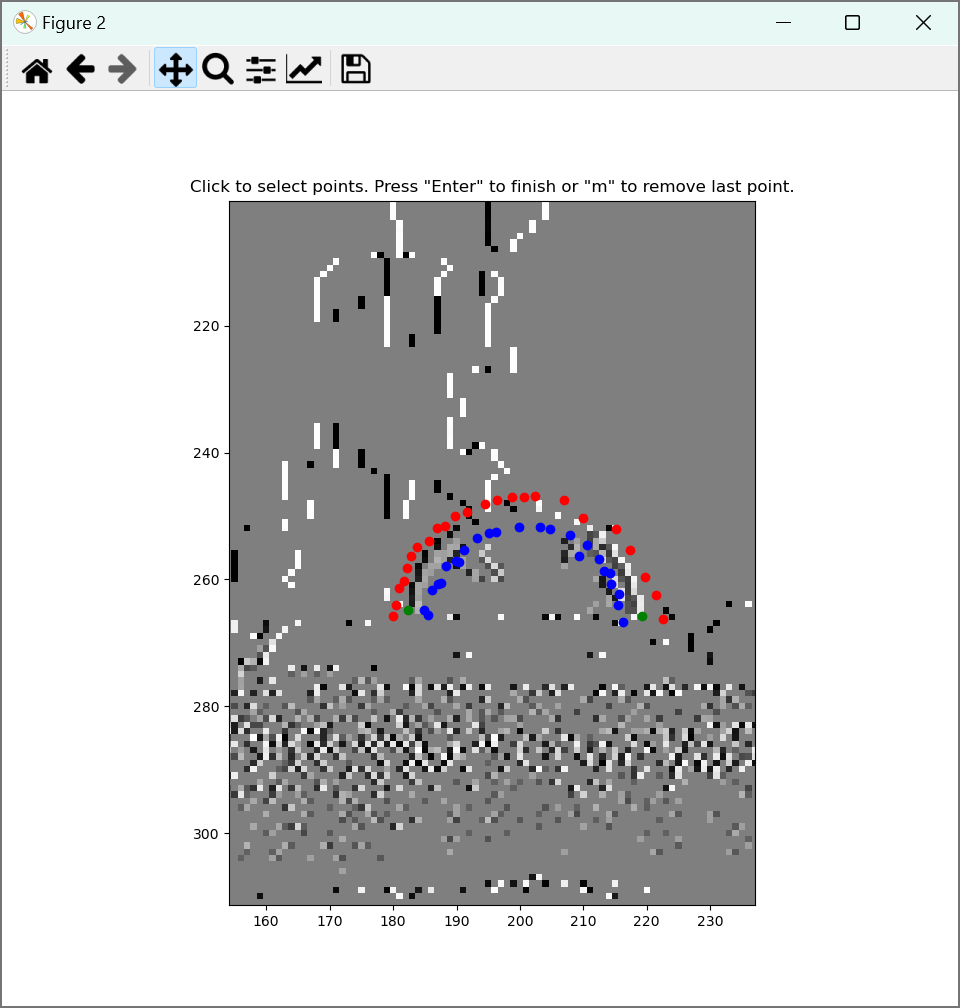 Figure 2
Click to select points. Press "Enter" to finish or "m" to remove last point.
220
240
260
280
300
160 170 180 190 200 210 220 230